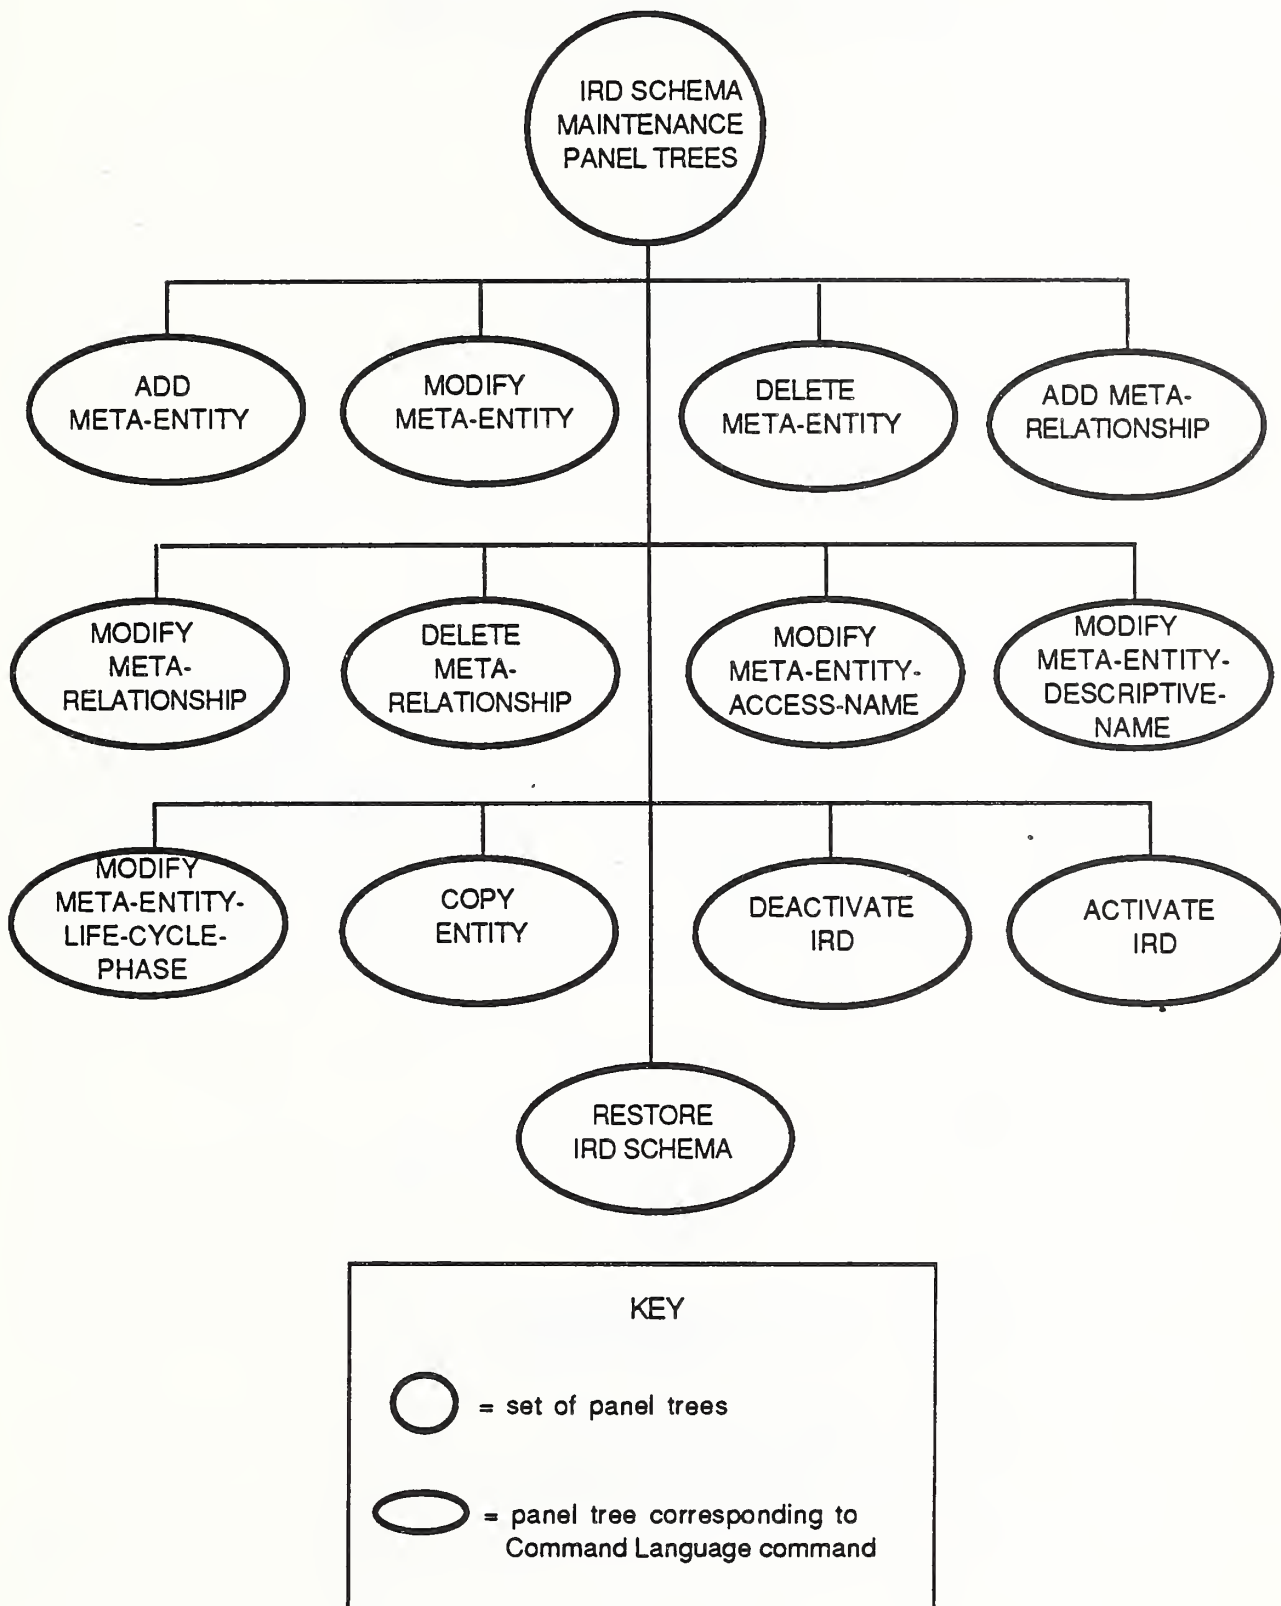 IRD SCHEMA
MAINTENANCE
PANEL TREES
ADD
META-ENTITY
MODIFY
META-ENTITY
DELETE
META-ENTITY
ADD META-
RELATIONSHIP
MODIFY
META-
RELATIONSHIP
DELETE
META-
RELATIONSHIP
MODIFY
META-ENTITY-
ACCESS-NAME
MODIFY
META-ENTITY-
DESCRIPTIVE-
NAME
MODIFY
META-ENTITY-
LIFE-CYCLE-
PHASE
COPY
ENTITY
DEACTIVATE
IRD
ACTIVATE
IRD
RESTORE
IRD SCHEMA
KEY
= set of panel trees
= panel tree corresponding to
Command Language command